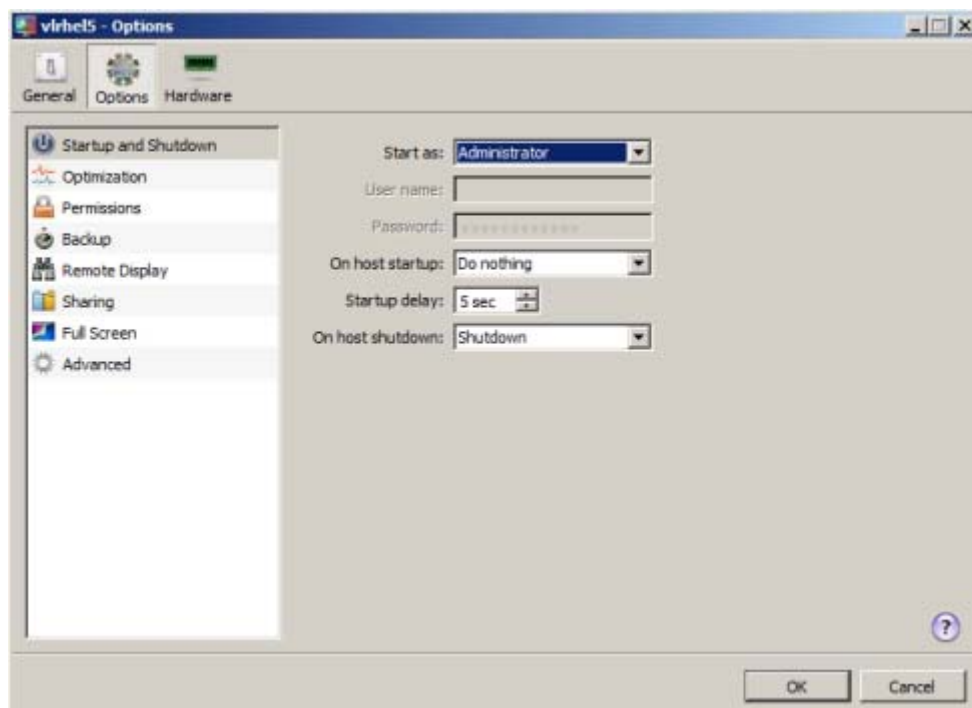 vlrhel5 - Options
General Options Hardware
Startup and Shutdown
Optimization
Permissions
Backup
Remote Display
Sharing
Full Screen
Advanced
Start as: Administrator
User name:
Password: ************
On host startup: Do nothing
Startup delay: 5 sec
On host shutdown: Shutdown
?
OK Cancel